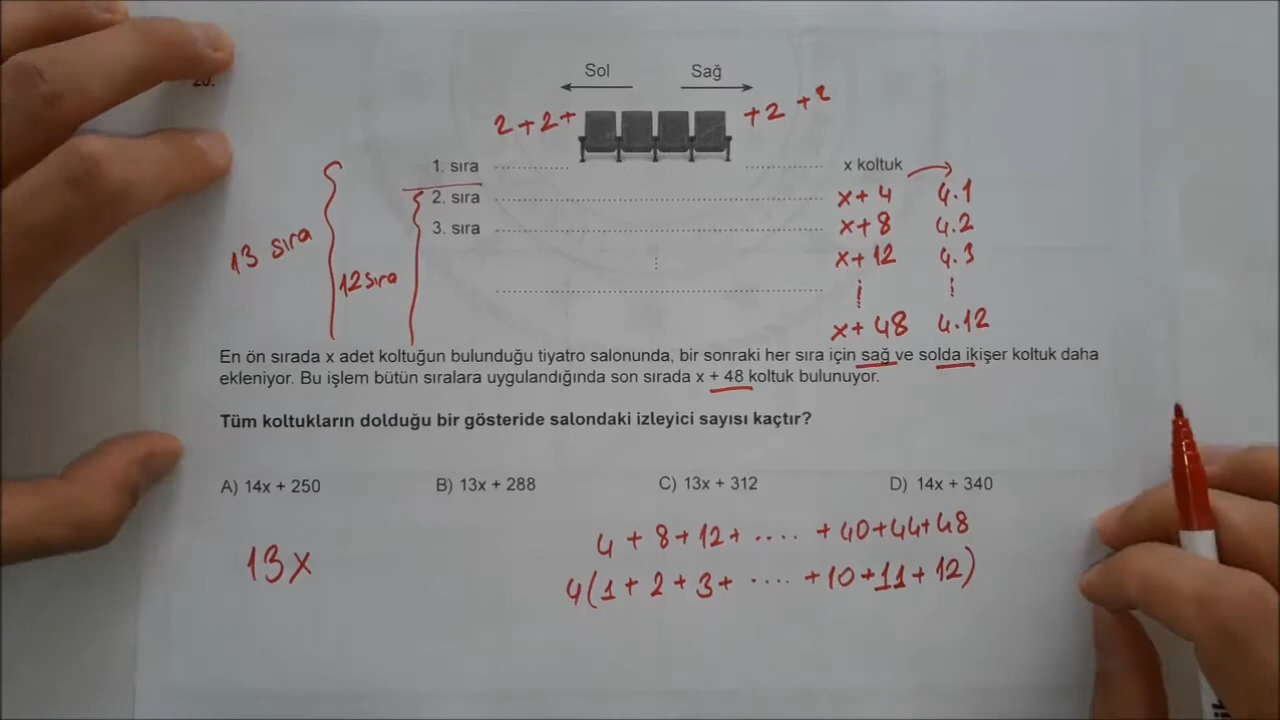 20.
Sol Sağ
2+2+ +2 +2
1. sıra x koltuk
2. sıra x+4 4.1
3. sıra x+8 4.2
13 sıra 12 sıra x+12 4.3
x+48 4.12
En ön sırada x adet koltuğun bulunduğu tiyatro salonunda, bir sonraki her sıra için sağ ve solda ikişer koltuk daha
ekleniyor. Bu işlem bütün sıralara uygulandığında son sırada x + 48 koltuk bulunuyor.
Tüm koltukların dolduğu bir gösteride salondaki izleyici sayısı kaçtır?
A) 14x + 250 B) 13x + 288 C) 13x + 312 D) 14x + 340
4+8+12+ .... +40+44+48
13x 4(1+2+3+ .... +10+11+12)